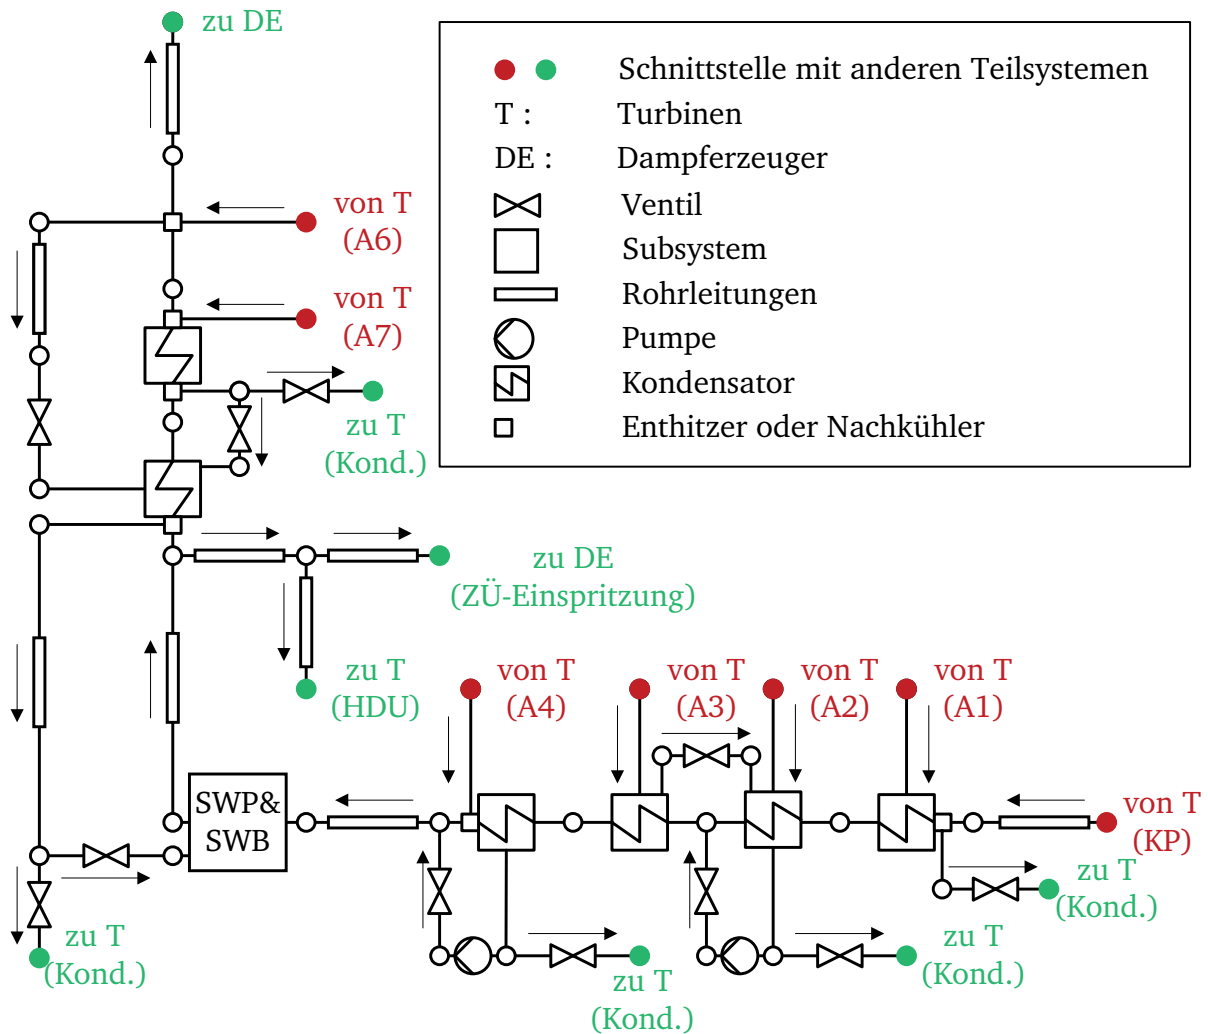 zu DE
Schnittstelle mit anderen Teilsystemen
T :
Turbinen
DE :
Dampferzeuger
Ventil
Subsystem
Rohrleitungen
Pumpe
Kondensator
Enthitzer oder Nachkühler
von T
(A6)
von T
(A7)
zu T
(Kond.)
zu DE
(ZÜ-Einspritzung)
zu T
(HDU)
von T
(A4)
von T
(A3)
von T
(A2)
von T
(A1)
SWP&
SWB
von T
(KP)
zu T
(Kond.)
zu T
(Kond.)
zu T
(Kond.)
zu T
(Kond.)